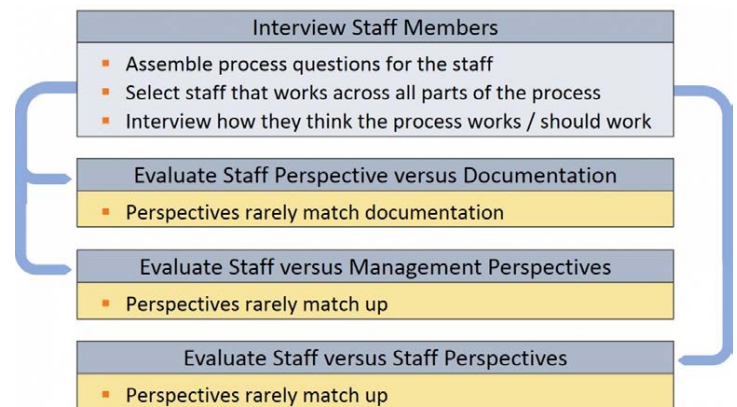 Interview Staff Members
▪ Assemble process questions for the staff
▪ Select staff that works across all parts of the process
▪ Interview how they think the process works / should work
Evaluate Staff Perspective versus Documentation
▪ Perspectives rarely match documentation
Evaluate Staff versus Management Perspectives
▪ Perspectives rarely match up
Evaluate Staff versus Staff Perspectives
▪ Perspectives rarely match up